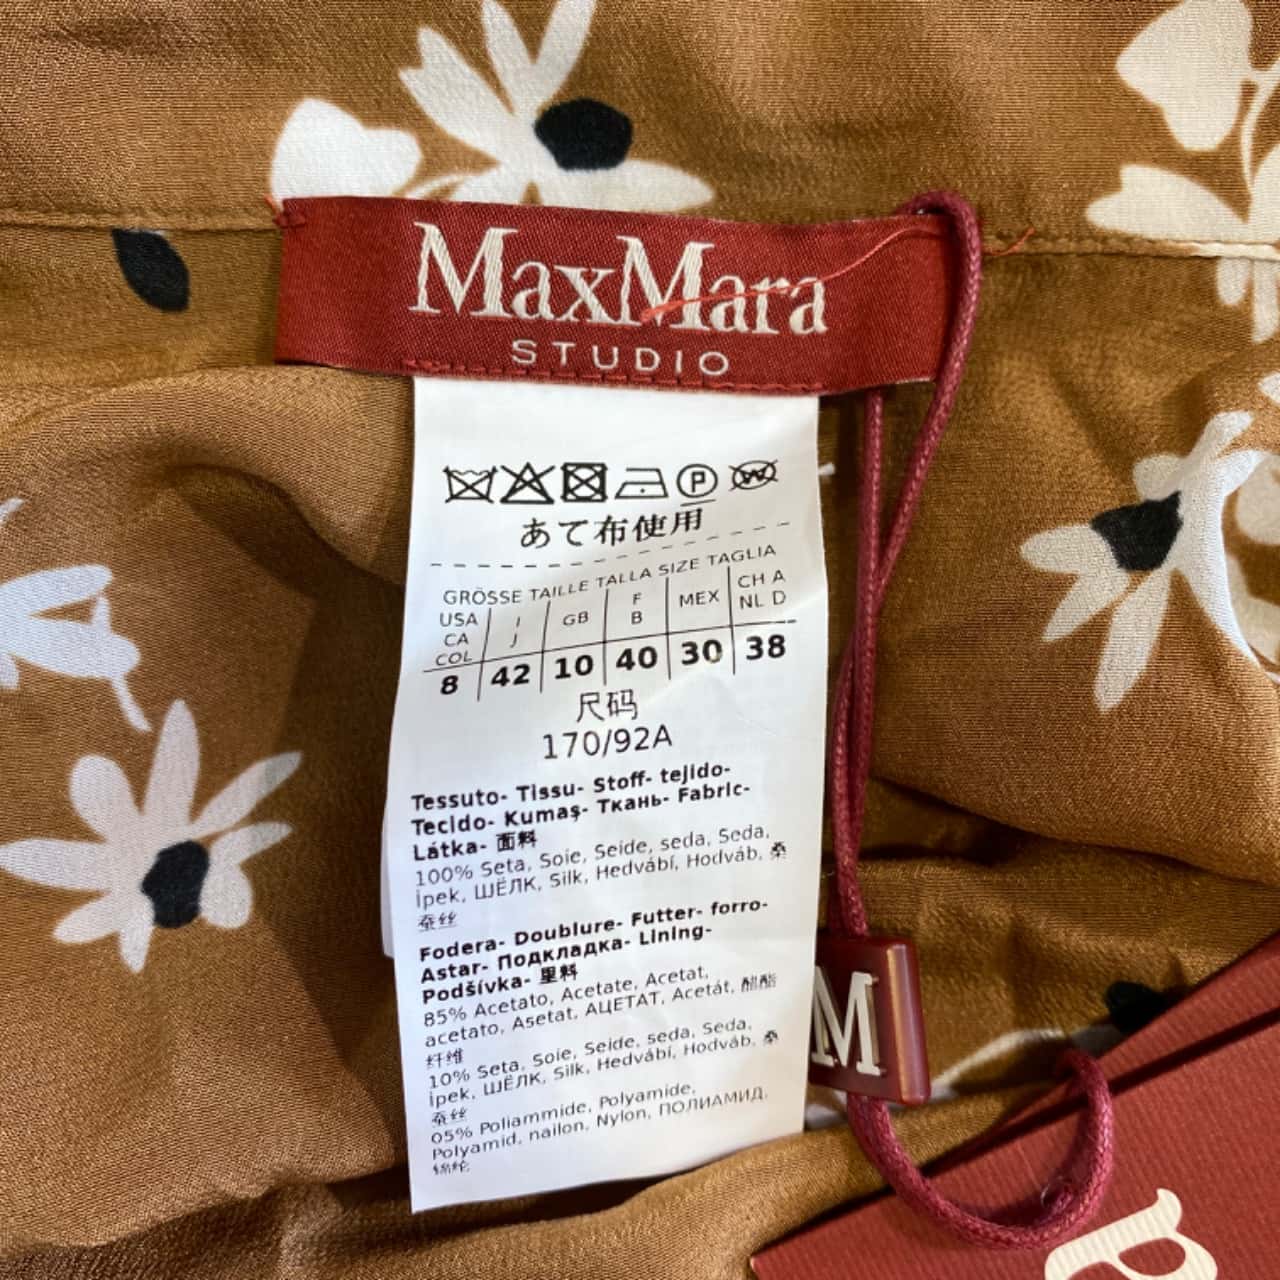 MaxMara
STUDIO
P W
あて布使用
GRÖSSE TAILLE TALLA SIZE TAGLIA
USA CA COL | I J | GB | F B | MEX | CH A NL D
8 | 42 | 10 | 40 | 30 | 38
尺码
170/92A
Tessuto- Tissu- Stoff- tejido-
Tecido- Kumaş- Ткань- Fabric-
Látka- 面料
100% Seta, Soie, Seide, seda, Seda,
İpek, ШЁЛК, Silk, Hedvábí, Hodváb, 桑
蚕丝
Fodera- Doublure- Futter- forro-
Astar- Подкладка- Lining-
Podšívka- 里料
85% Acetato, Acetate, Acetat,
acetato, Asetat, АЦЕТАТ, Acetát, 醋酯
纤维
10% Seta, Soie, Seide, seda, Seda,
İpek, ШЁЛК, Silk, Hedvábí, Hodváb, 桑
蚕丝
05% Poliammide, Polyamide,
Polyamid, nailon, Nylon, ПОЛИАМИД,
锦纶
M